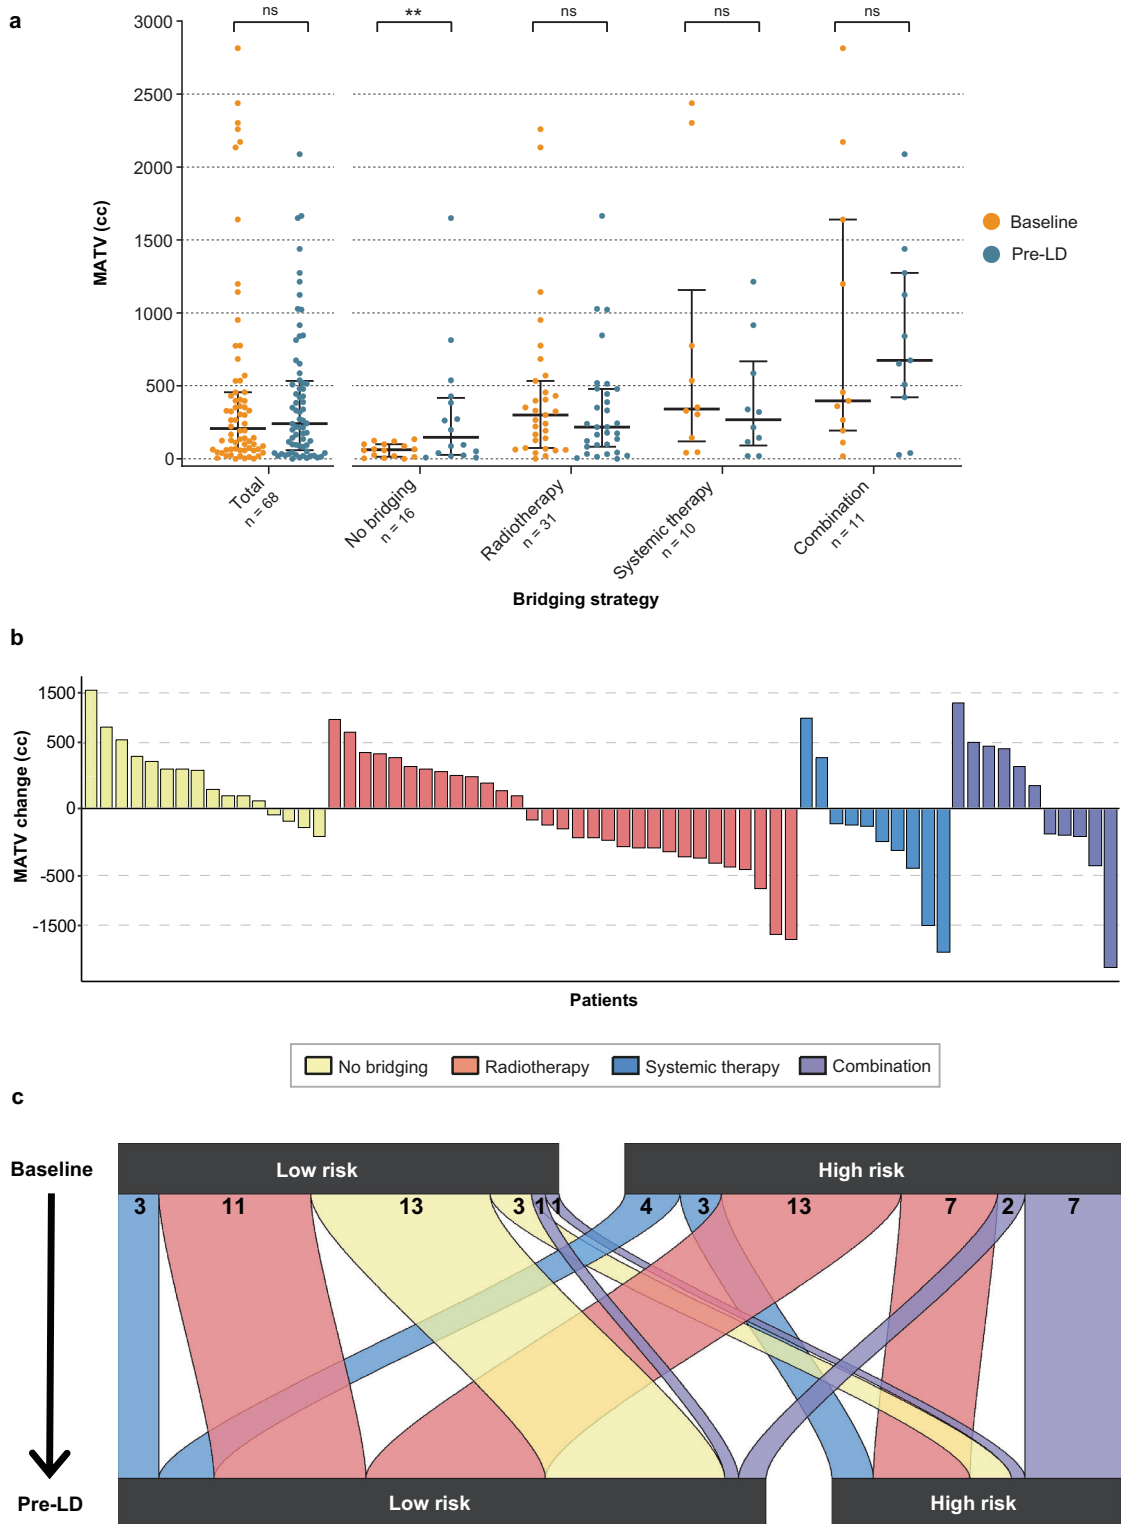 a
ns
**
ns
ns
ns
3000
2500
2000
1500
1000
500
0
MATV (cc)
Baseline
Pre-LD
Total
n = 68
No bridging
n = 16
Radiotherapy
n = 31
Systemic therapy
n = 10
Combination
n = 11
Bridging strategy
b
1500
500
0
-500
-1500
MATV change (cc)
Patients
No bridging
Radiotherapy
Systemic therapy
Combination
c
Baseline
Low risk
High risk
3 11 13 3 1 1 4 3 13 7 2 7
Pre-LD
Low risk
High risk